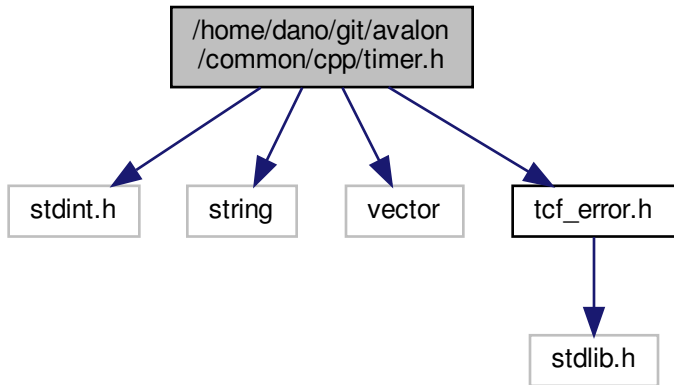 /home/dano/git/avalon
/common/cpp/timer.h
stdint.h
string
vector
tcf_error.h
stdlib.h